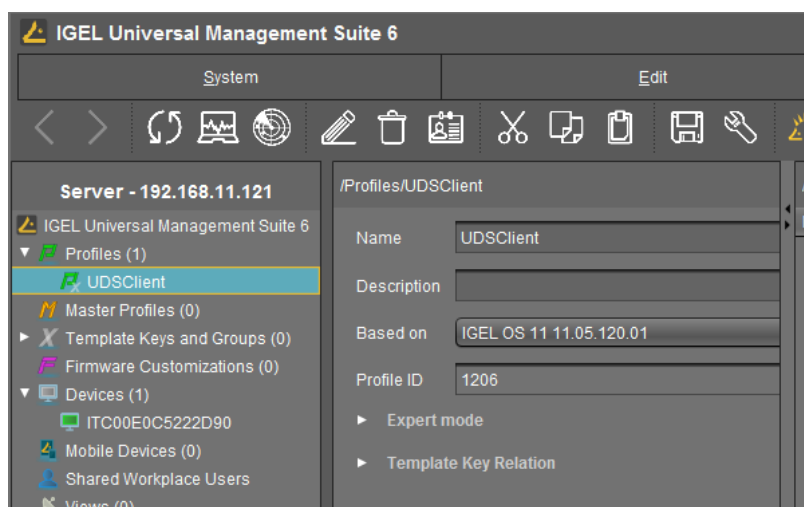 IGEL Universal Management Suite 6
System
Edit
Server - 192.168.11.121
IGEL Universal Management Suite 6
Profiles (1)
UDSClient
Master Profiles (0)
Template Keys and Groups (0)
Firmware Customizations (0)
Devices (1)
ITC00E0C5222D90
Mobile Devices (0)
Shared Workplace Users
Views (0)
/Profiles/UDSClient
Name UDSClient
Description
Based on IGEL OS 11 11.05.120.01
Profile ID 1206
Expert mode
Template Key Relation